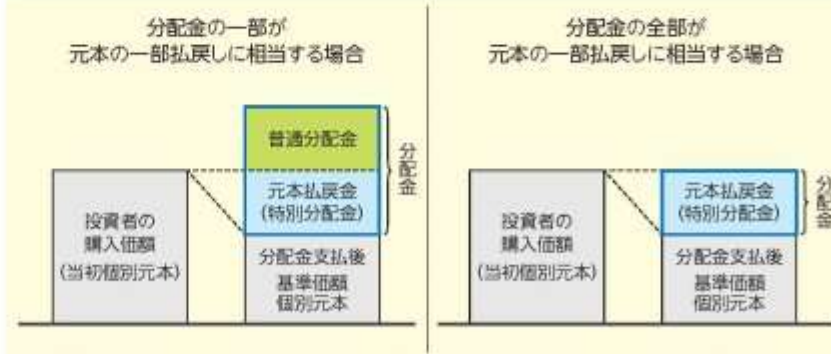 分配金の一部が
元本の一部払戻しに相当する場合
普通分配金
元本払戻金
(特別分配金)
分配金
投資者の
購入価額
(当初個別元本)
分配金支払後
基準価額
個別元本
分配金の全部が
元本の一部払戻しに相当する場合
元本払戻金
(特別分配金)
分配金
投資者の
購入価額
(当初個別元本)
分配金支払後
基準価額
個別元本